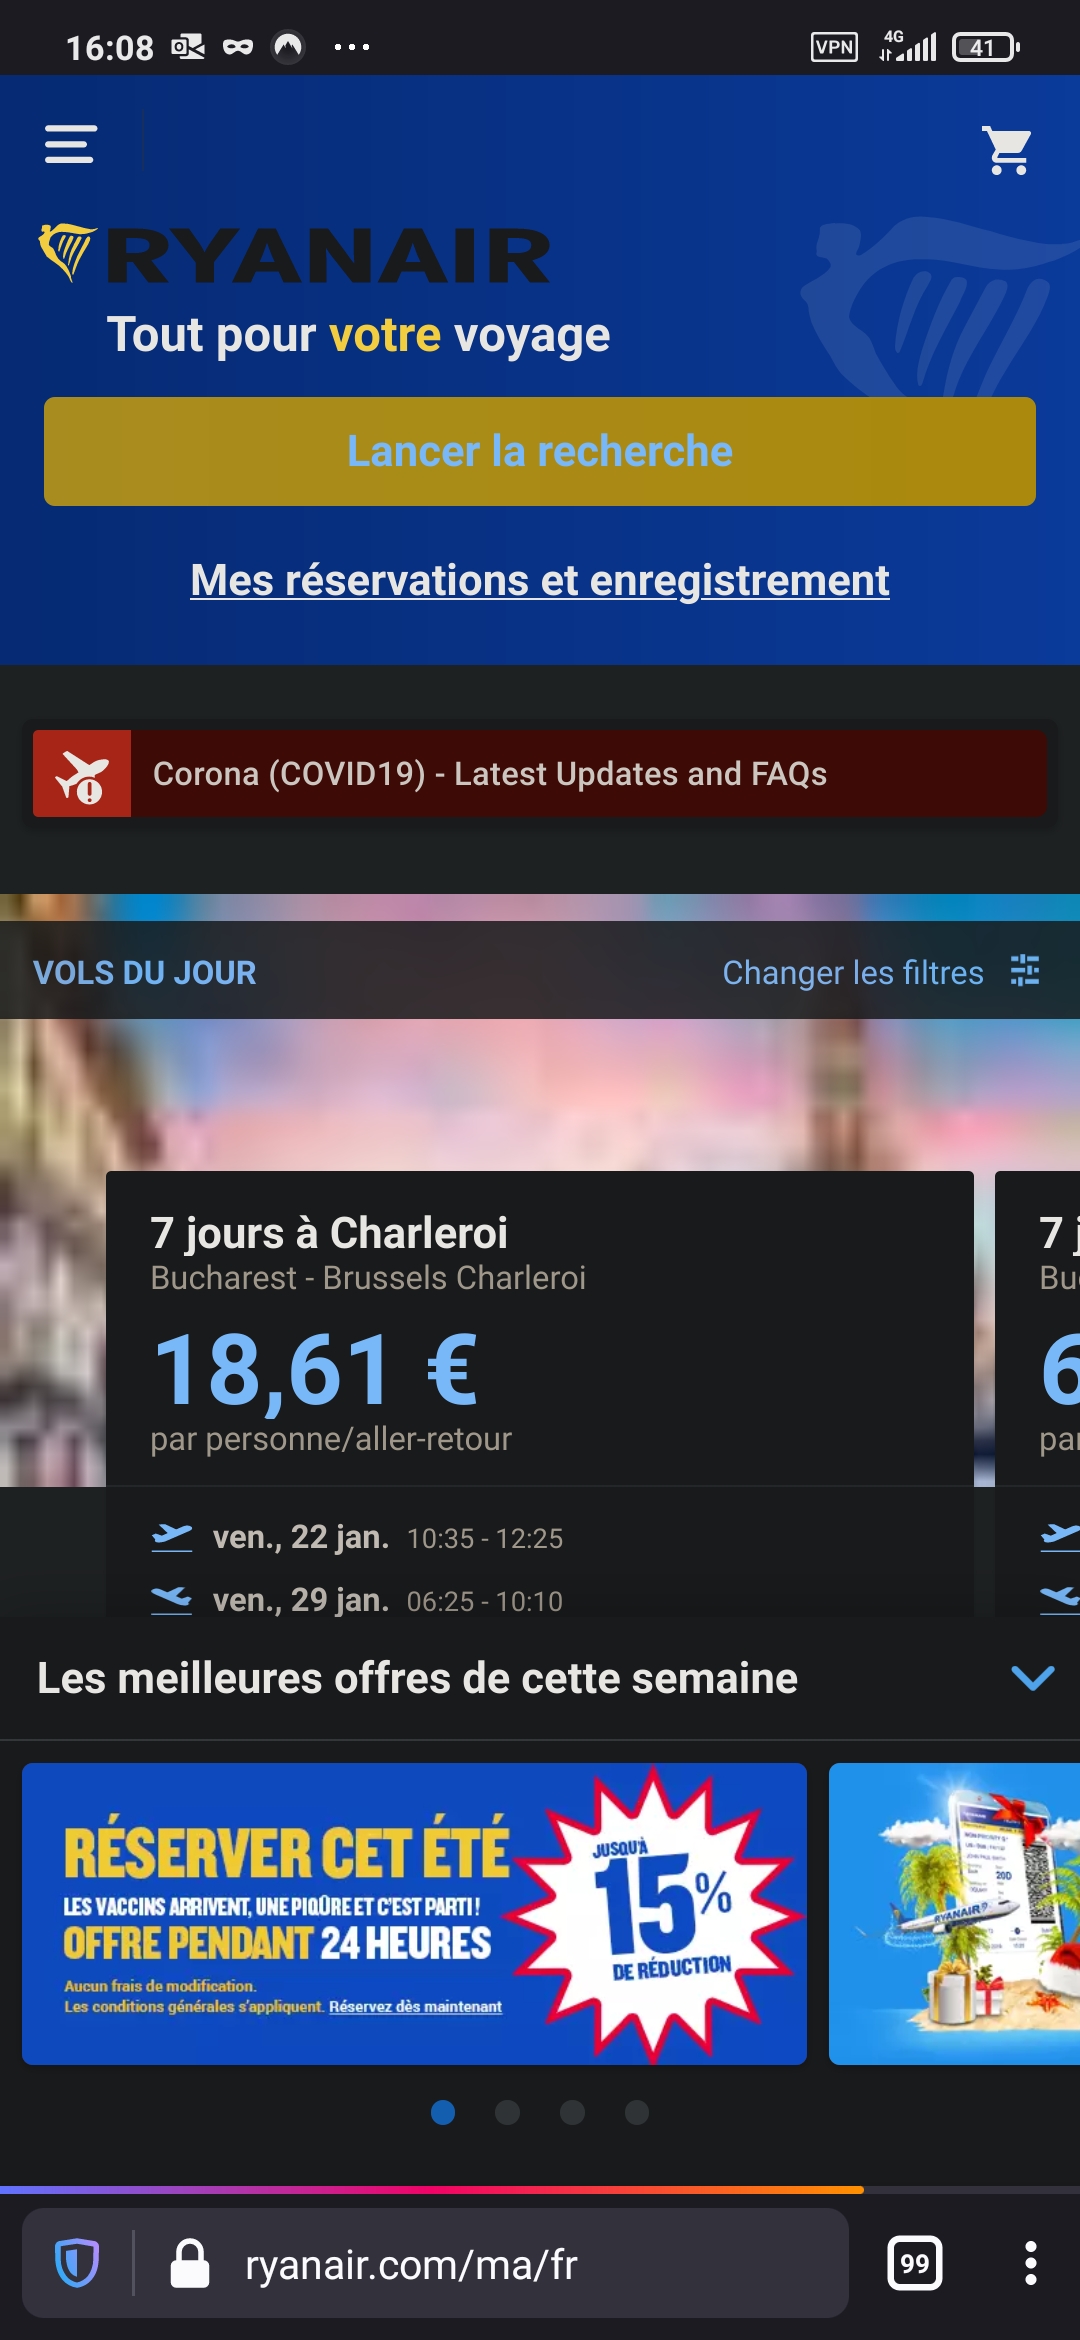 16:08
VPN 4G 41
RYANAIR
Tout pour votre voyage
Lancer la recherche
Mes réservations et enregistrement
Corona (COVID19) - Latest Updates and FAQs
VOLS DU JOUR
Changer les filtres
7 jours à Charleroi
Bucharest - Brussels Charleroi
18,61 €
par personne/aller-retour
ven., 22 jan. 10:35 - 12:25
ven., 29 jan. 06:25 - 10:10
7 j
Bu
6
par
Les meilleures offres de cette semaine
RÉSERVER CET ÉTÉ
LES VACCINS ARRIVENT, UNE PIQÛRE ET C'EST PARTI !
OFFRE PENDANT 24 HEURES
Aucun frais de modification.
Les conditions générales s'appliquent. Réservez dès maintenant
JUSQU'À
15%
DE RÉDUCTION
20D
RYANAIR
ryanair.com/ma/fr
99